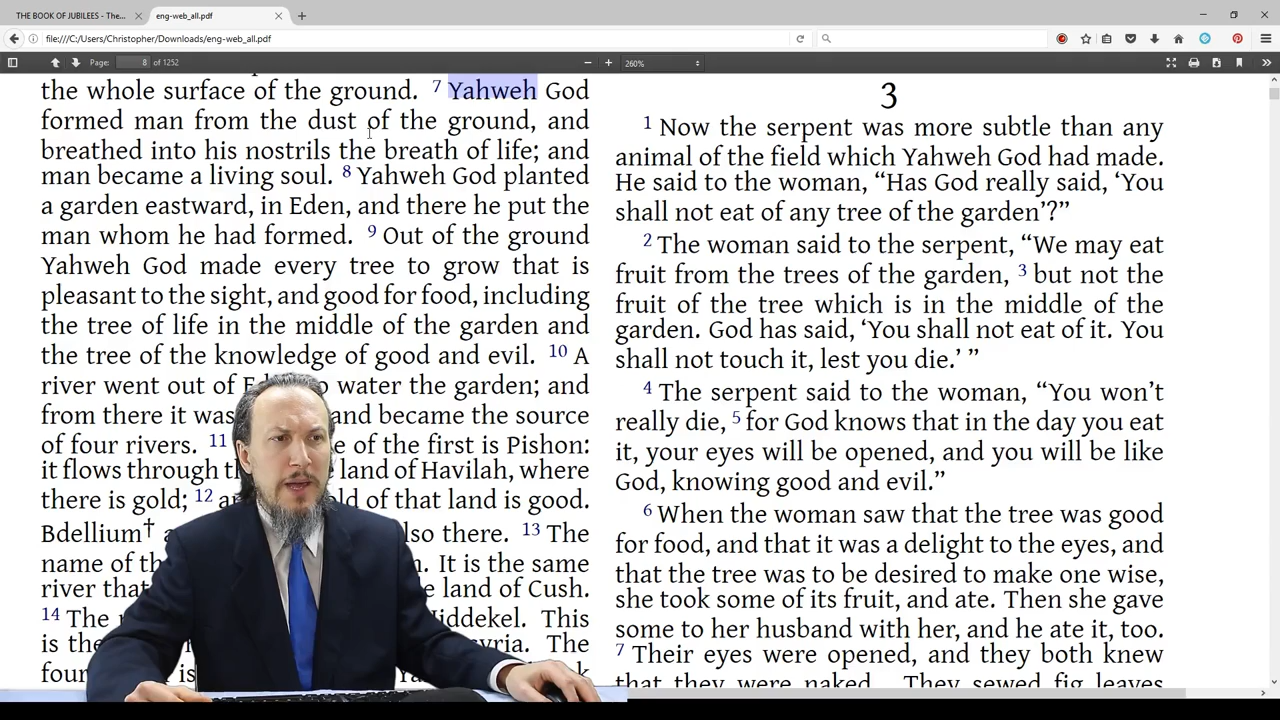 THE BOOK OF JUBILEES - The...
eng-web_all.pdf
file:///C:/Users/Christopher/Downloads/eng-web_all.pdf
Page: 8 of 1252
260%
the whole surface of the ground. 7 Yahweh God
formed man from the dust of the ground, and
breathed into his nostrils the breath of life; and
man became a living soul. 8 Yahweh God planted
a garden eastward, in Eden, and there he put the
man whom he had formed. 9 Out of the ground
Yahweh God made every tree to grow that is
pleasant to the sight, and good for food, including
the tree of life in the middle of the garden and
the tree of the knowledge of good and evil. 10 A
river went out of to water the garden; and
from there it was and became the source
of four rivers. 11 of the first is Pishon:
it flows through land of Havilah, where
there is gold; 12 of that land is good.
Bdellium† also there. 13 The
name of It is the same
river that land of Cush.
14 The Hiddekel. This
is the The
3
1 Now the serpent was more subtle than any
animal of the field which Yahweh God had made.
He said to the woman, “Has God really said, ‘You
shall not eat of any tree of the garden’?”
2 The woman said to the serpent, “We may eat
fruit from the trees of the garden, 3 but not the
fruit of the tree which is in the middle of the
garden. God has said, ‘You shall not eat of it. You
shall not touch it, lest you die.’ ”
4 The serpent said to the woman, “You won’t
really die, 5 for God knows that in the day you eat
it, your eyes will be opened, and you will be like
God, knowing good and evil.”
6 When the woman saw that the tree was good
for food, and that it was a delight to the eyes, and
that the tree was to be desired to make one wise,
she took some of its fruit, and ate. Then she gave
some to her husband with her, and he ate it, too.
7 Their eyes were opened, and they both knew
that they were naked. They sewed fig leaves